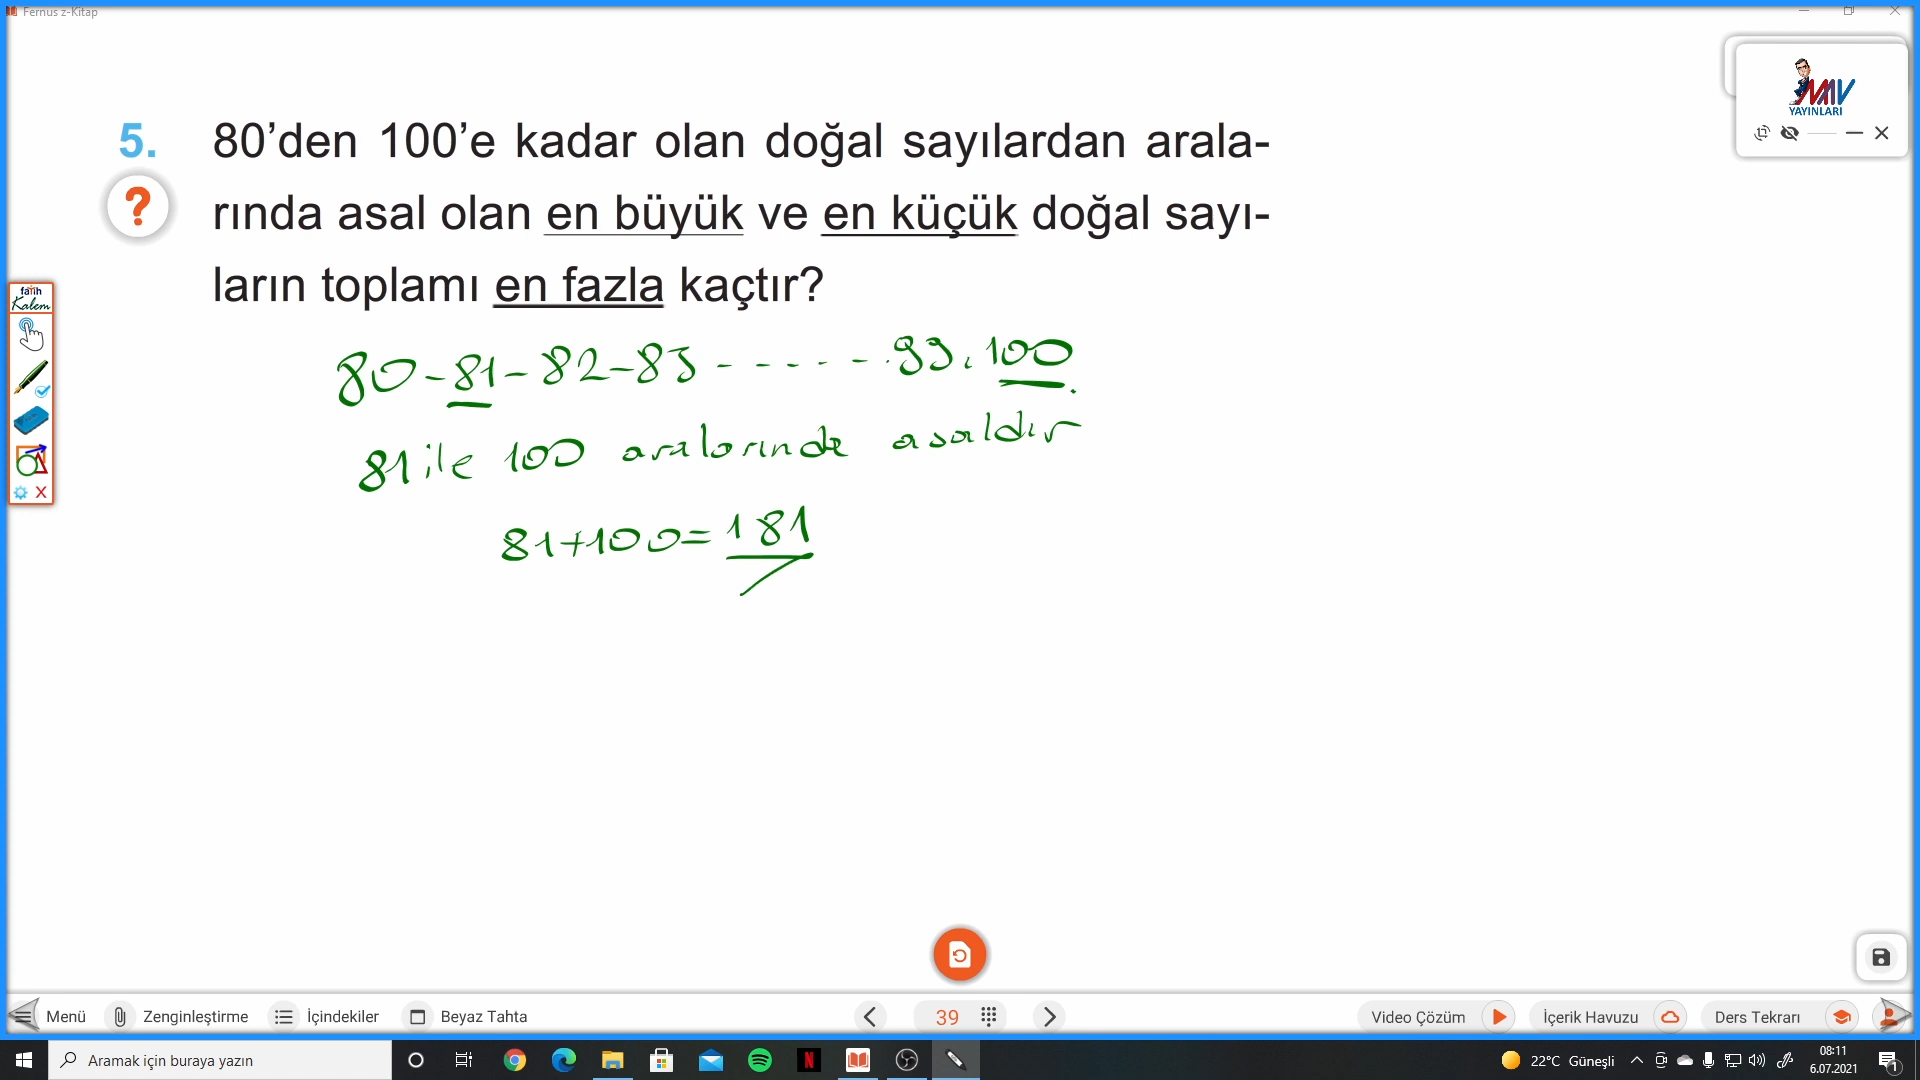 Fernus z-Kitap
MAV
YAYINLARI
5. 80’den 100’e kadar olan doğal sayılardan arala-
? rında asal olan en büyük ve en küçük doğal sayı-
ların toplamı en fazla kaçtır?
fatih
Kalem
80-81-82-83 ------ 99, 100
81 ile 100 aralarında asaldır
81+100=181
Menü Zenginleştirme İçindekiler Beyaz Tahta 39 Video Çözüm İçerik Havuzu Ders Tekrarı
Aramak için buraya yazın 22°C Güneşli 08:11
6.07.2021 1